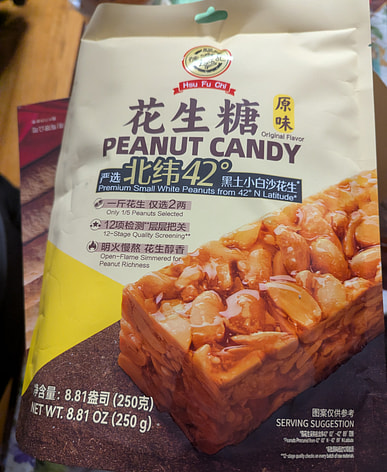 Hsu Fu Chi
花生糖
原味
Original Flavor
PEANUT CANDY
严选 北纬42° 黑土小白沙花生*
Premium Small White Peanuts from 42° N Latitude*
一斤花生 仅选2两
Only 1/5 Peanuts Selected
12项检测**层层把关
12-Stage Quality Screening**
明火慢熬 花生醇香
Open-Flame Simmered for
Peanut Richness
净含量：8.81盎司 (250克)
NET WT. 8.81 OZ (250 g)
图案仅供参考
SERVING SUGGESTION